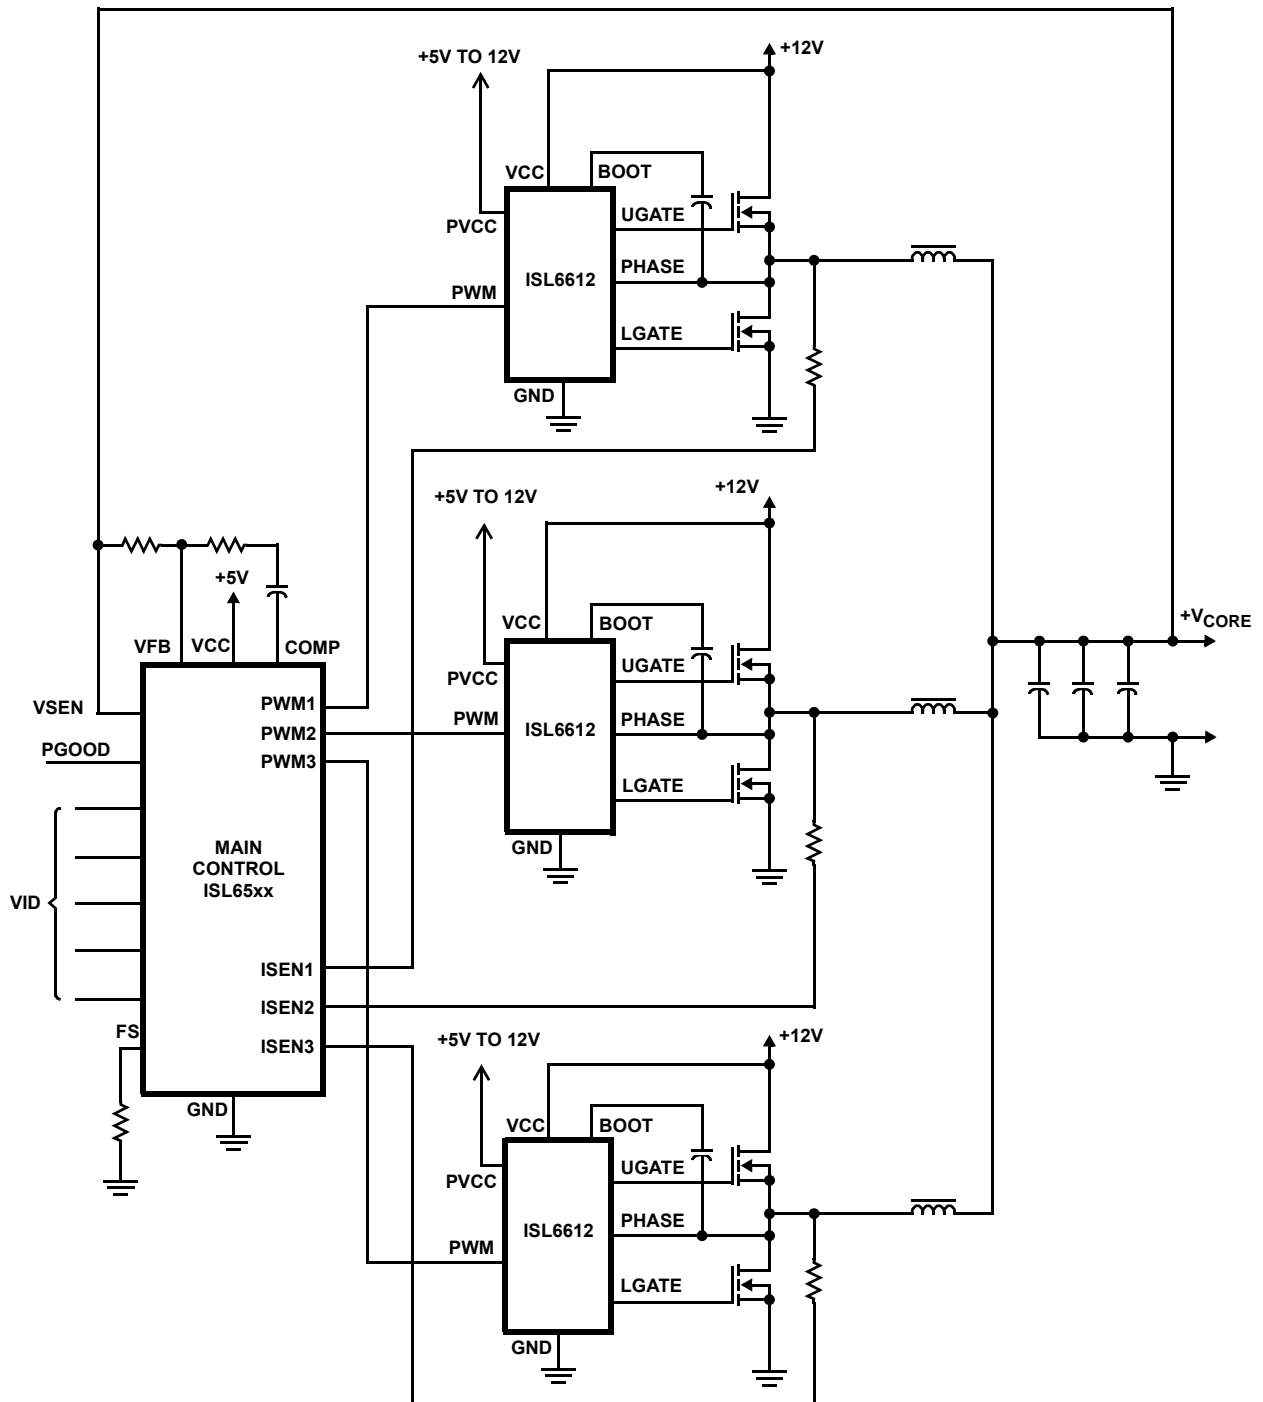 +12V
+5V TO 12V
VCC
BOOT
UGATE
PVCC
PHASE
ISL6612
PWM
LGATE
GND
+12V
+5V TO 12V
+5V
VCC
BOOT
+VCORE
VFB
VCC
COMP
UGATE
PVCC
VSEN
PWM1
PWM
PHASE
PWM2
ISL6612
PGOOD
PWM3
LGATE
MAIN
CONTROL
ISL65xx
GND
VID
ISEN1
ISEN2
FS
ISEN3
+5V TO 12V
+12V
GND
VCC
BOOT
UGATE
PVCC
PHASE
ISL6612
PWM
LGATE
GND